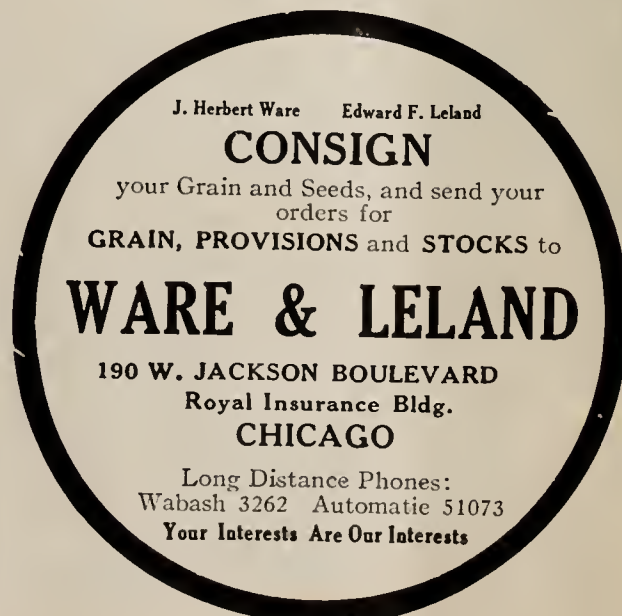 J. Herbert Ware Edward F. Leland
CONSIGN
your Grain and Seeds, and send your
orders for
GRAIN, PROVISIONS and STOCKS to
WARE & LELAND
190 W. JACKSON BOULEVARD
Royal Insurance Bldg.
CHICAGO
Long Distance Phones:
Wabash 3262 Automatic 51073
Your Interests Are Our Interests